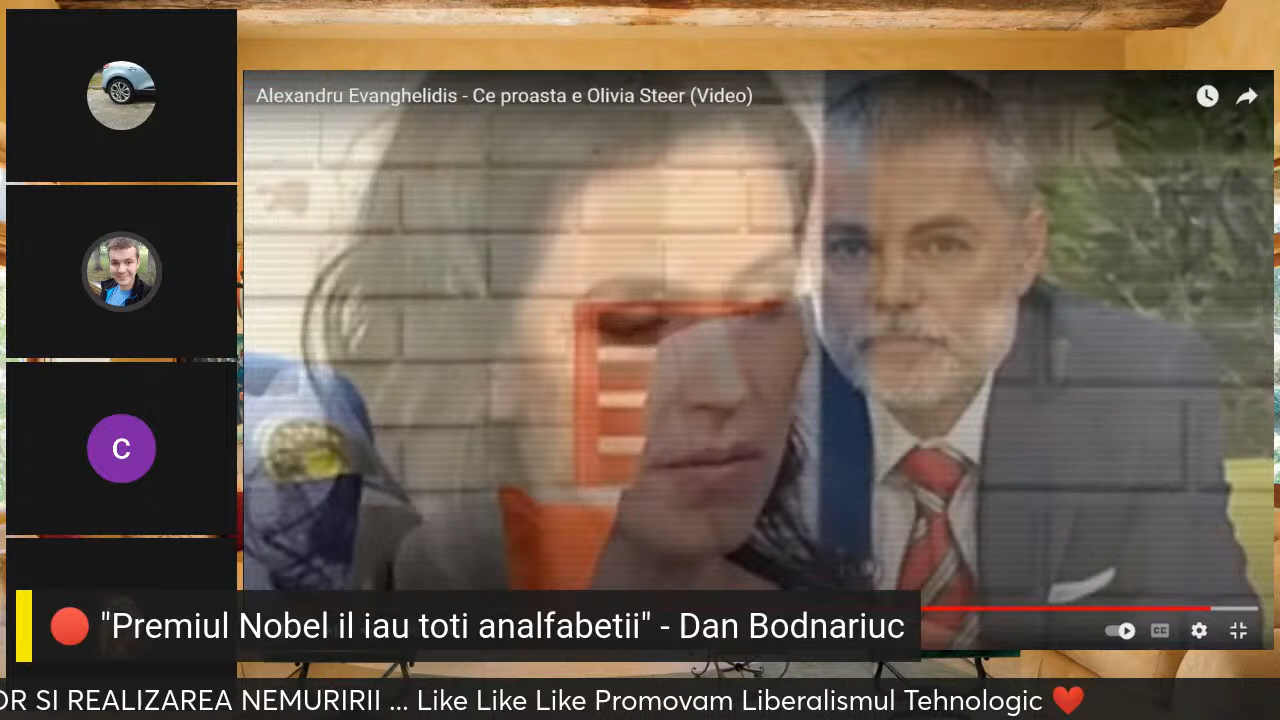 Alexandru Evanghelidis - Ce proasta e Olivia Steer (Video)
C
CC
🔴 "Premiul Nobel il iau toti analfabetii" - Dan Bodnariuc
OR SI REALIZAREA NEMURIRII ... Like Like Like Promovam Liberalismul Tehnologic ❤️